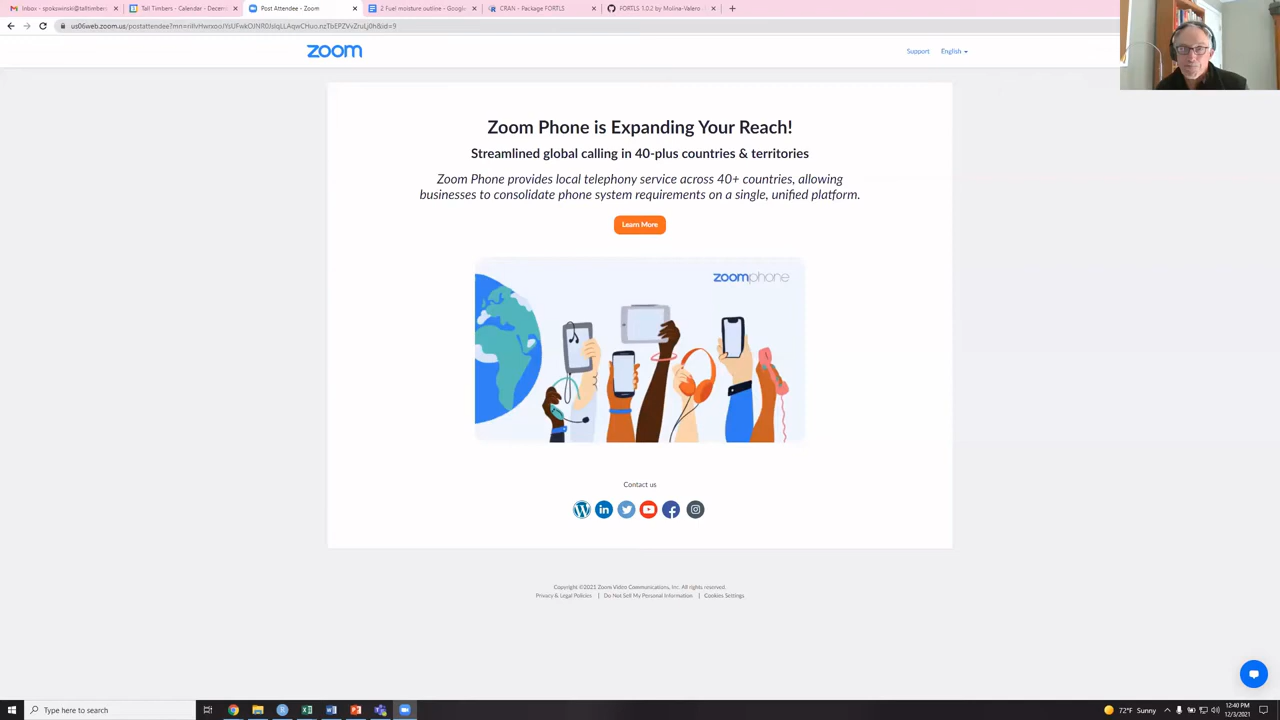 Inbox - spokswinski@talltimbers
Tall Timbers - Calendar - Decem
Post Attendee - Zoom
2 Fuel moisture outline - Google
CRAN - Package FORTLS
FORTLS 1.0.2 by Molina-Valero
zoom
Support
English
Zoom Phone is Expanding Your Reach!
Streamlined global calling in 40-plus countries & territories
Zoom Phone provides local telephony service across 40+ countries, allowing
businesses to consolidate phone system requirements on a single, unified platform.
Learn More
zoomphone
Contact us
Copyright ©2021 Zoom Video Communications, Inc. All rights reserved.
Privacy & Legal Policies | Do Not Sell My Personal Information | Cookies Settings
Type here to search
72°F Sunny
12:40 PM
12/3/2021